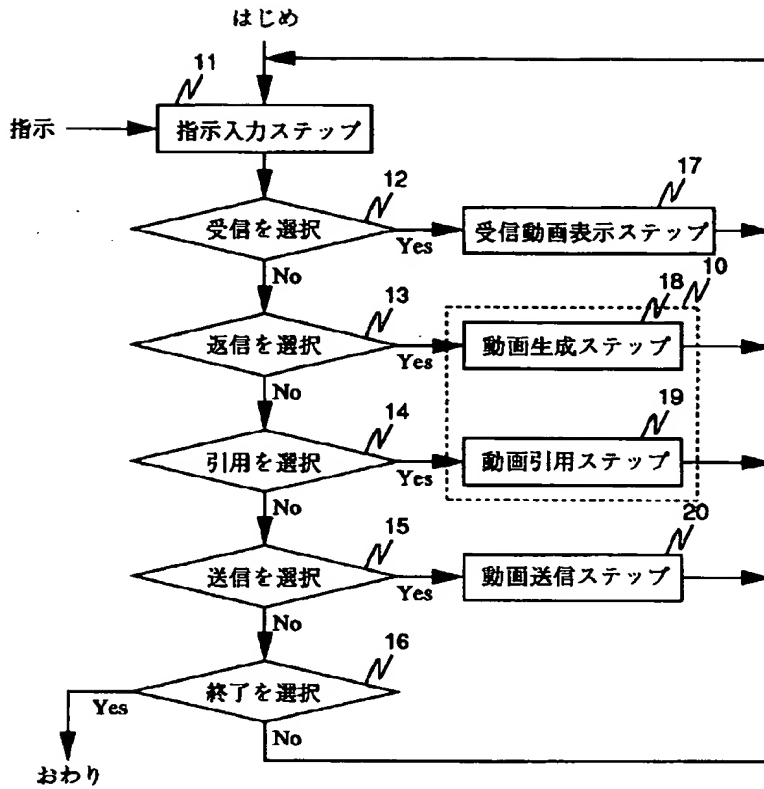 はじめ
11
指示
指示入力ステップ
12
17
受信を選択
Yes
受信動画表示ステップ
No
10
13
18
返信を選択
Yes
動画生成ステップ
No
14
19
引用を選択
Yes
動画引用ステップ
No
15
20
送信を選択
Yes
動画送信ステップ
No
16
終了を選択
Yes
No
おわり